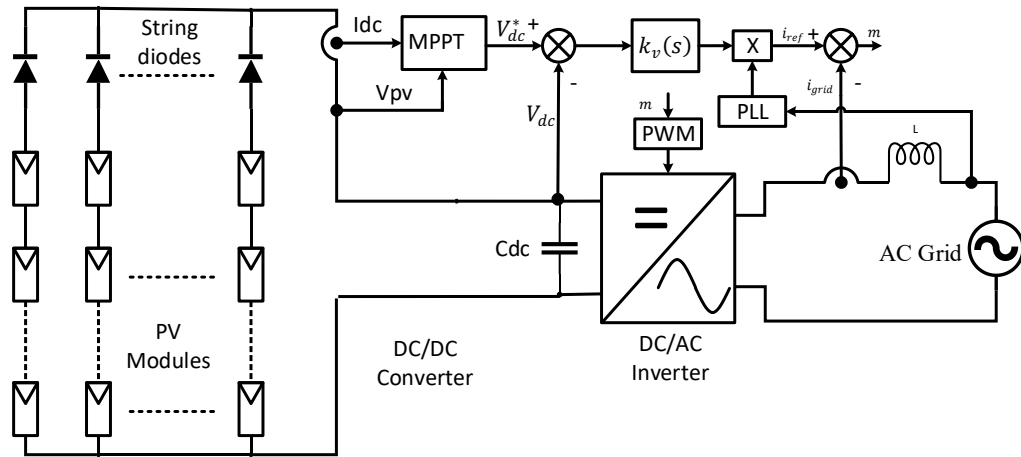 String
diodes
Idc
MPPT
V*dc +
-
Vpv
Vdc
kv(s)
X
iref +
m
-
igrid
PLL
m
PWM
L
Cdc
AC Grid
PV
Modules
DC/DC
Converter
DC/AC
Inverter